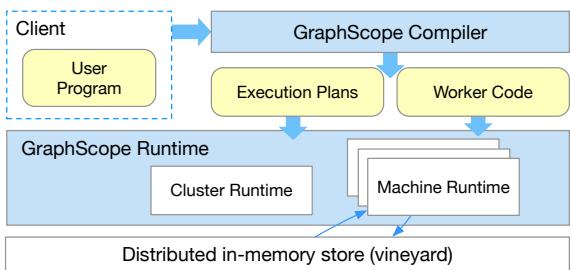 Client
User
Program
GraphScope Compiler
Execution Plans
Worker Code
GraphScope Runtime
Cluster Runtime
Machine Runtime
Distributed in-memory store (vineyard)